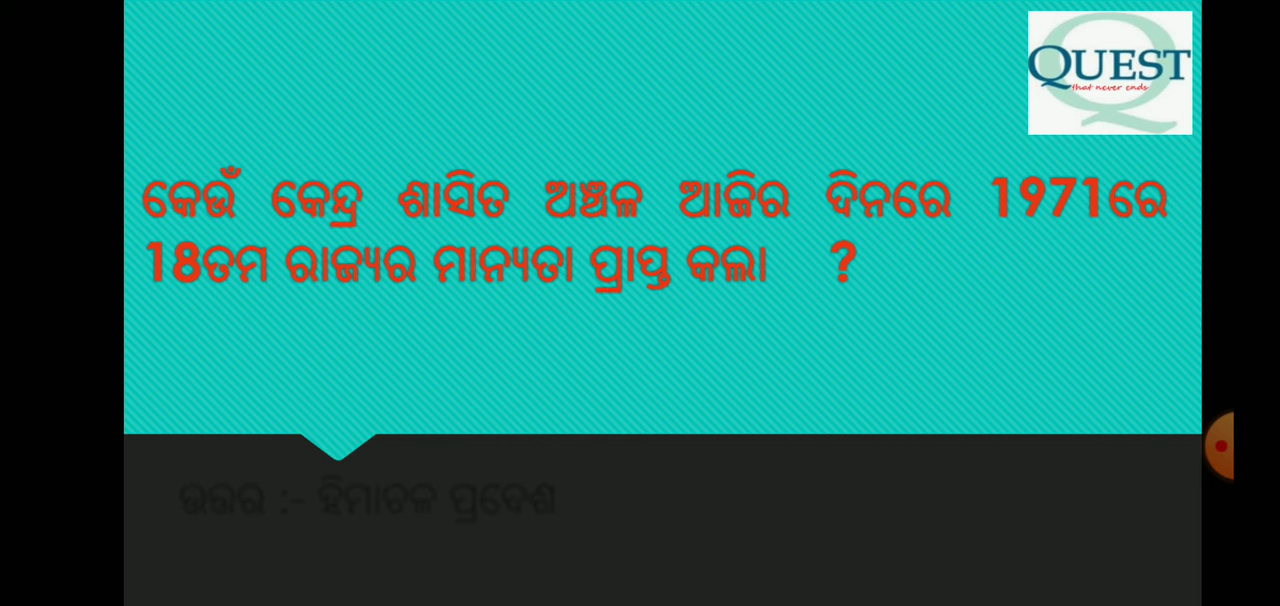 QUEST
that never ends
କେଉଁ କେନ୍ଦ୍ର ଶାସିତ ଅଞ୍ଚଳ ଆଜିର ଦିନରେ 1971ରେ
18ତମ ରାଜ୍ୟର ମାନ୍ୟତା ପ୍ରାପ୍ତ କଲା ?
ଉତ୍ତର :- ହିମାଚଳ ପ୍ରଦେଶ